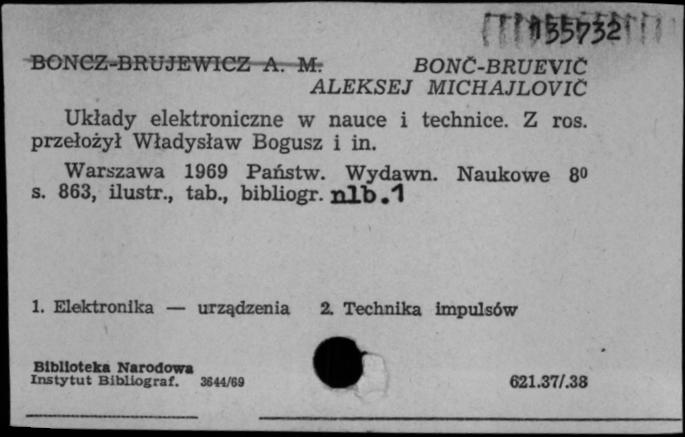 135732
BONCZ-BRUJEWICZ A. M. BONČ-BRUEVIČ
ALEKSEJ MICHAJLOVIČ
Układy elektroniczne w nauce i technice. Z ros.
przełożył Władysław Bogusz i in.
Warszawa 1969 Państw. Wydawn. Naukowe 8⁰
s. 863, ilustr., tab., bibliogr. nlb.1
1. Elektronika — urządzenia 2. Technika impulsów
Biblioteka Narodowa
Instytut Bibliograf. 3644/69 621.37/.38